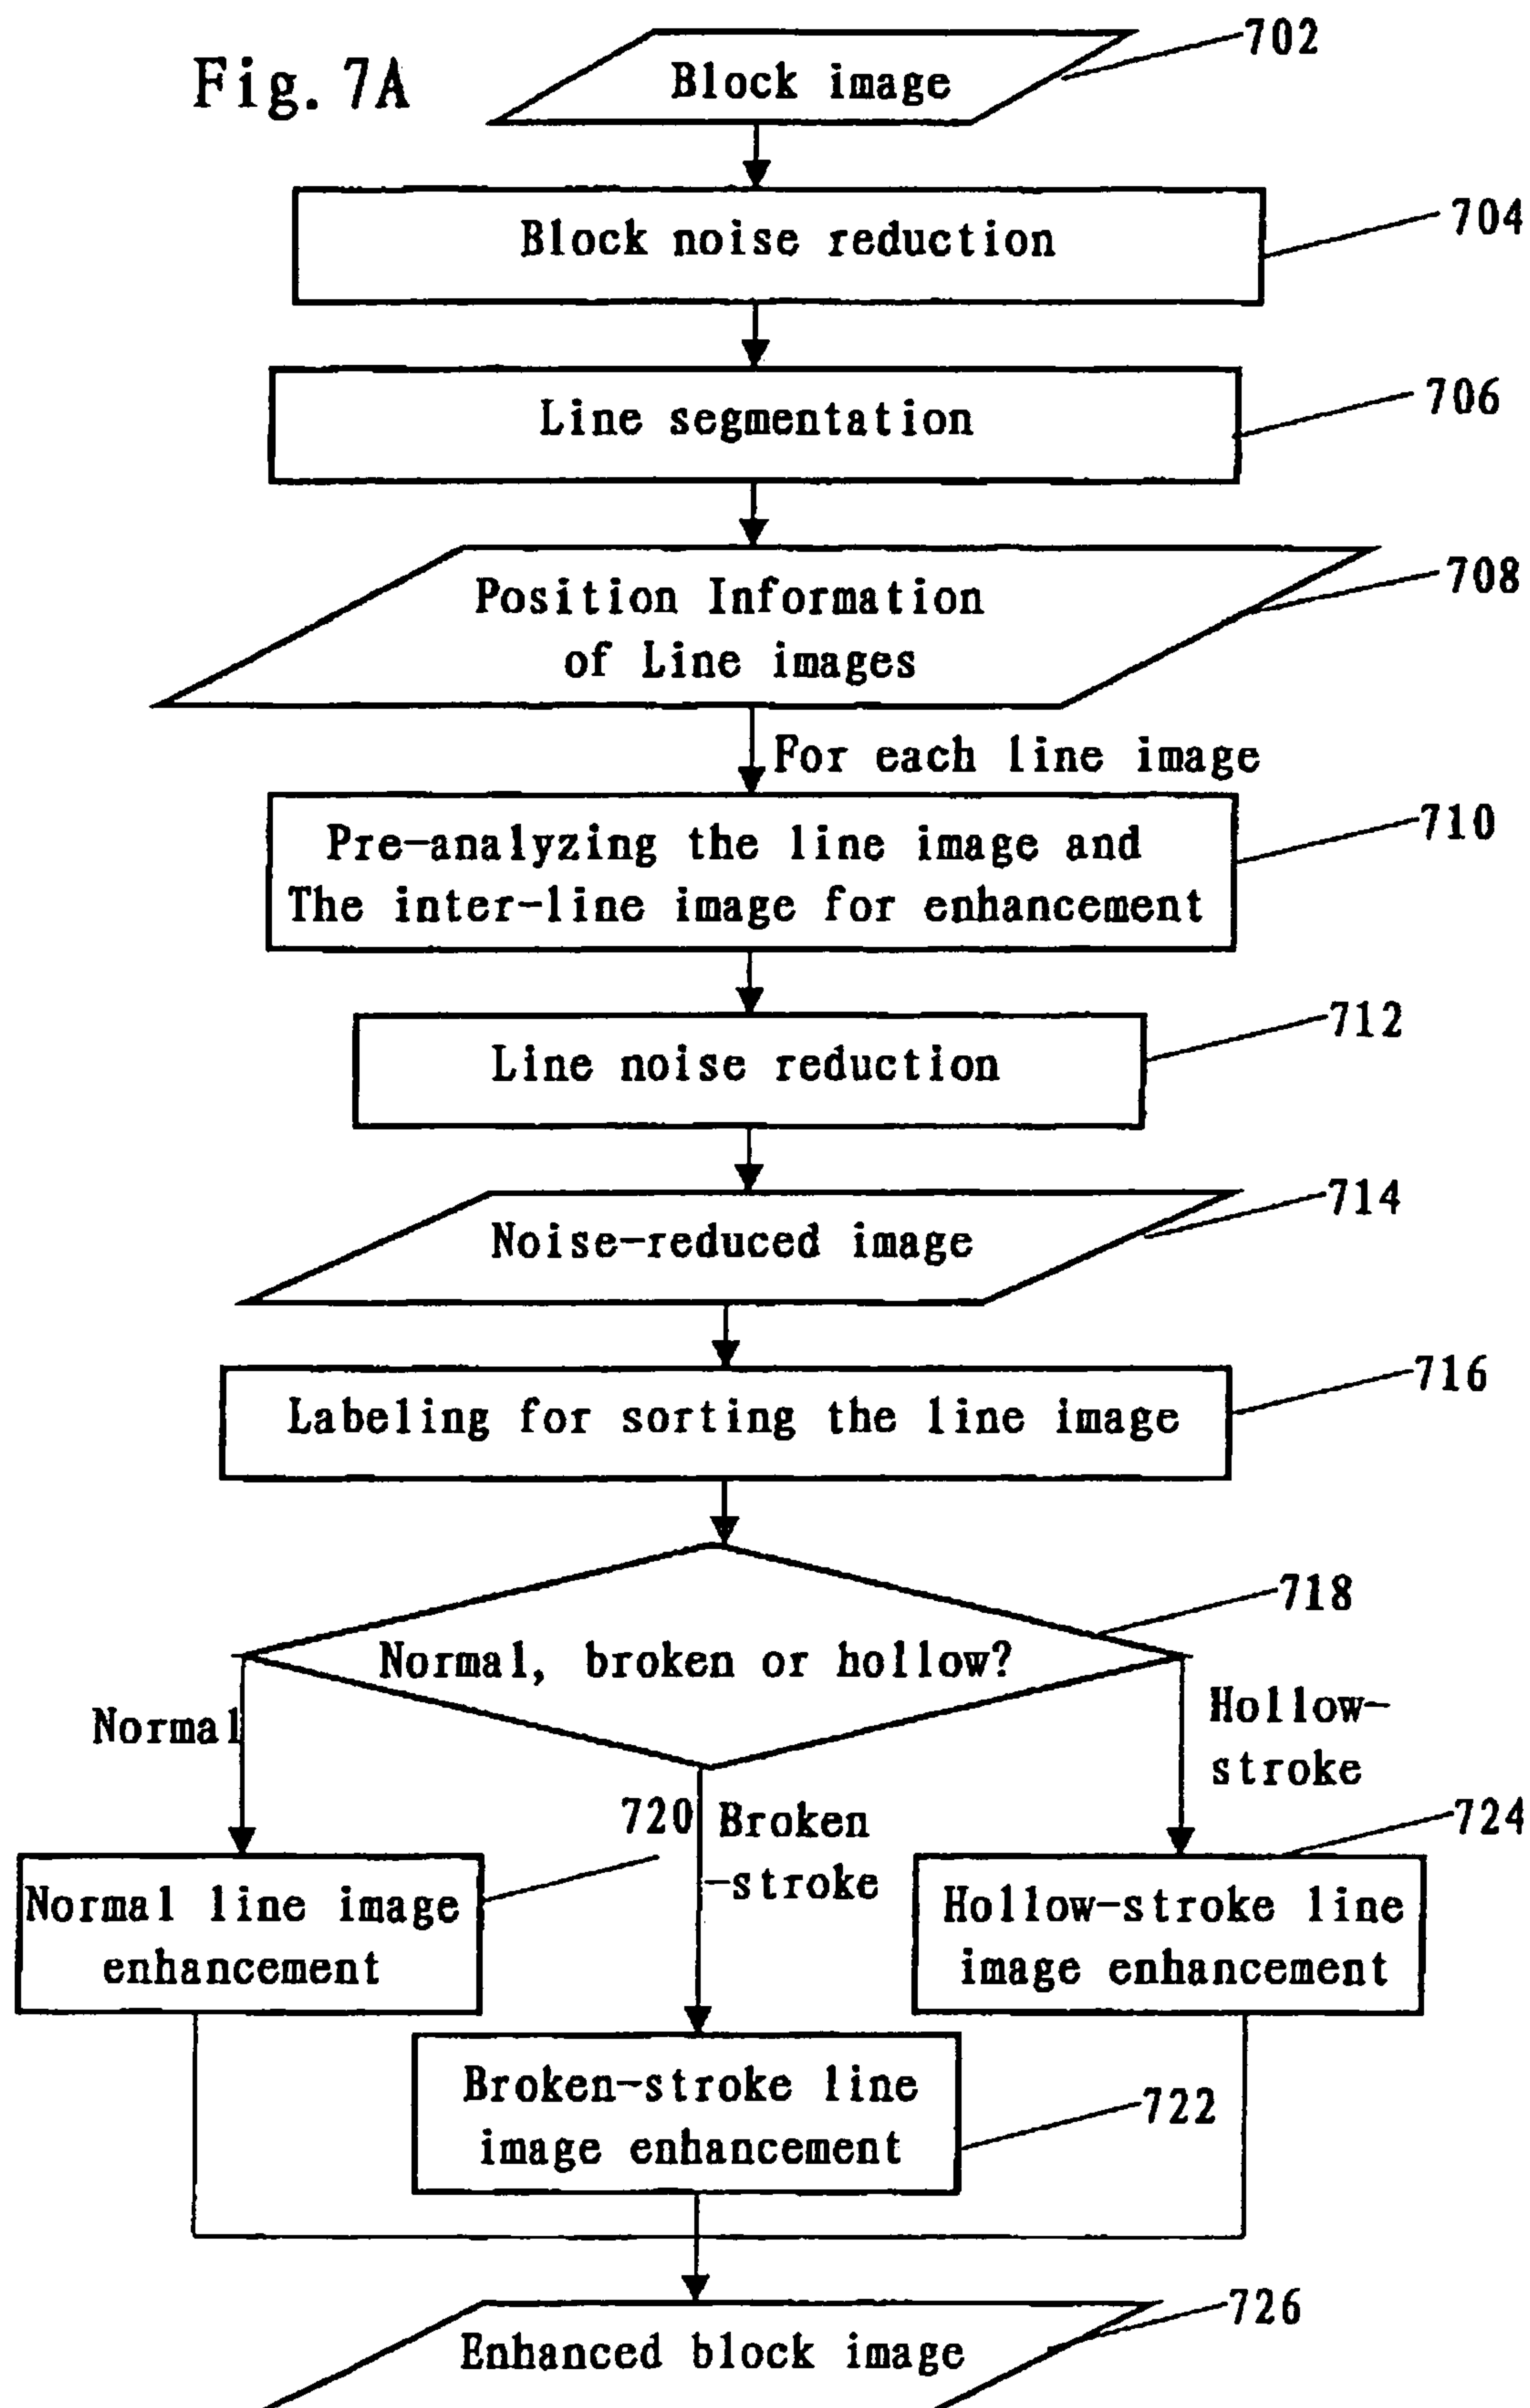 Fig. 7A
702
Block image
704
Block noise reduction
706
Line segmentation
708
Position Information
of Line images
For each line image
710
Pre-analyzing the line image and
The inter-line image for enhancement
712
Line noise reduction
714
Noise-reduced image
716
Labeling for sorting the line image
718
Normal, broken or hollow?
Normal
Hollow-
stroke
720
Broken
-stroke
724
Normal line image
enhancement
Hollow-stroke line
image enhancement
Broken-stroke line
image enhancement
722
726
Enhanced block image